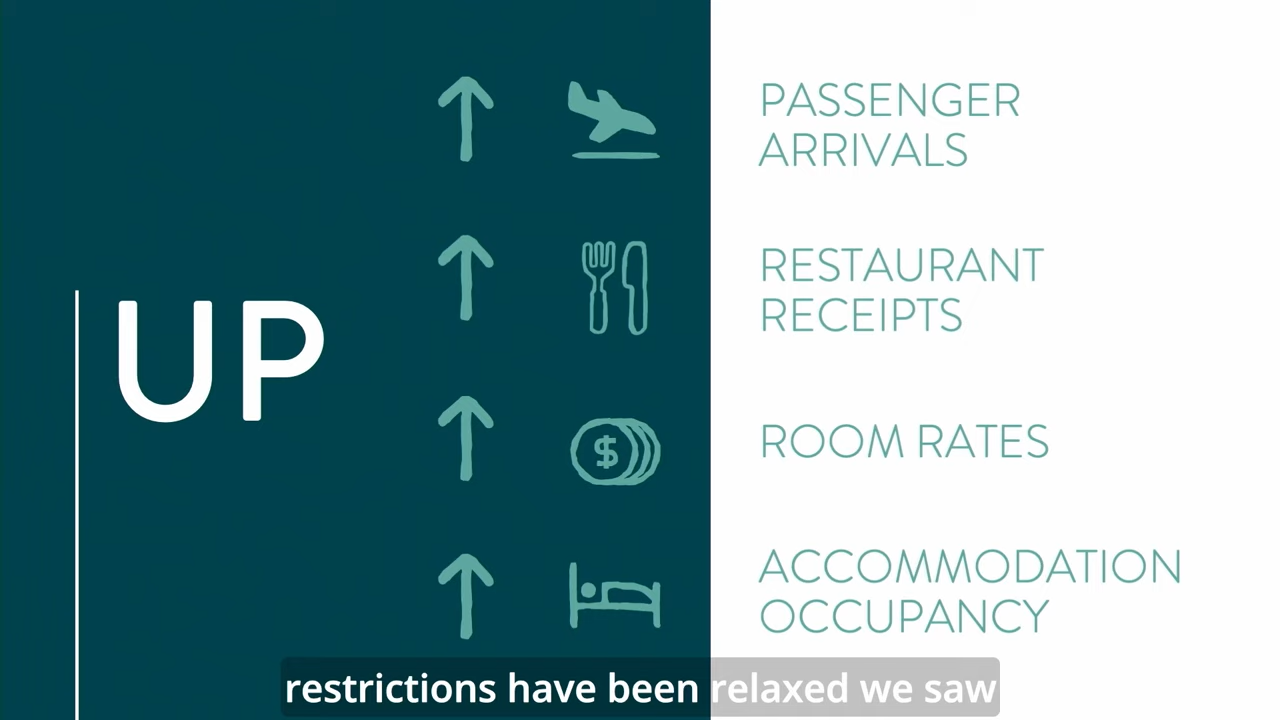 UP
PASSENGER
ARRIVALS
RESTAURANT
RECEIPTS
$
ROOM RATES
ACCOMMODATION
OCCUPANCY
restrictions have been relaxed we saw